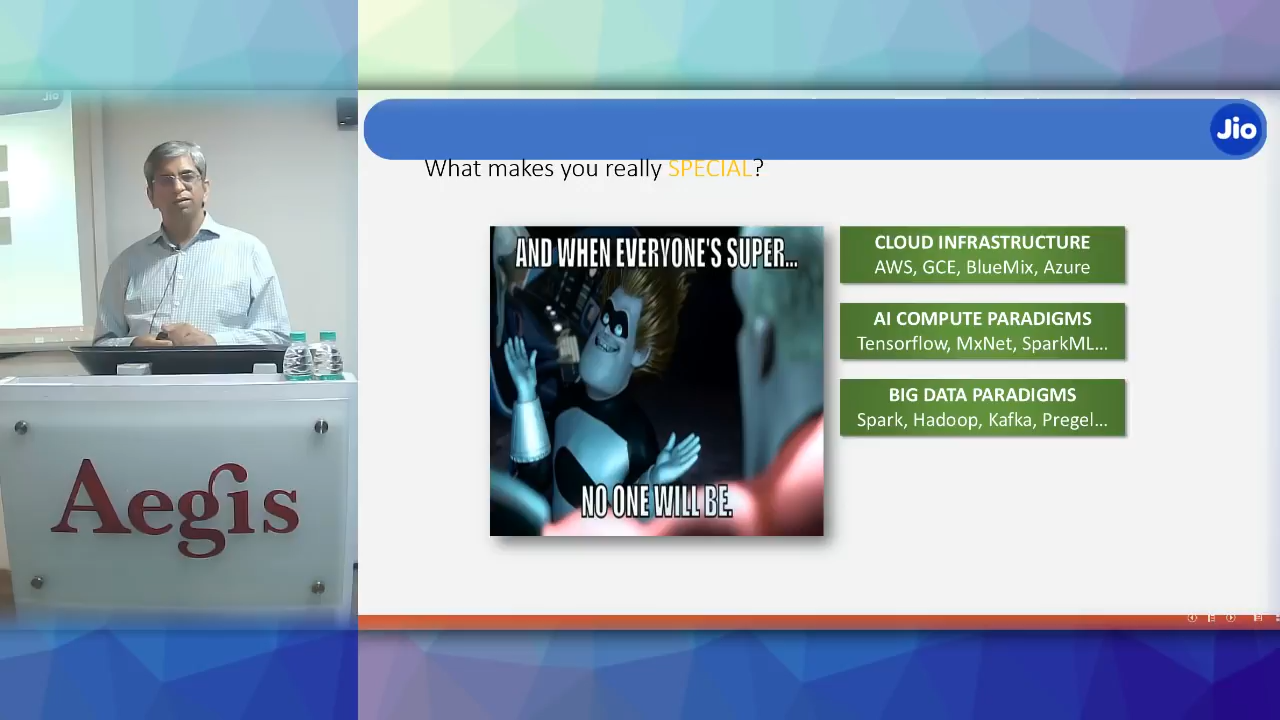 Jio
Jio
What makes you really SPECIAL?
AND WHEN EVERYONE'S SUPER...
NO ONE WILL BE.
CLOUD INFRASTRUCTURE
AWS, GCE, BlueMix, Azure
AI COMPUTE PARADIGMS
Tensorflow, MxNet, SparkML...
BIG DATA PARADIGMS
Spark, Hadoop, Kafka, Pregel...
Aegis